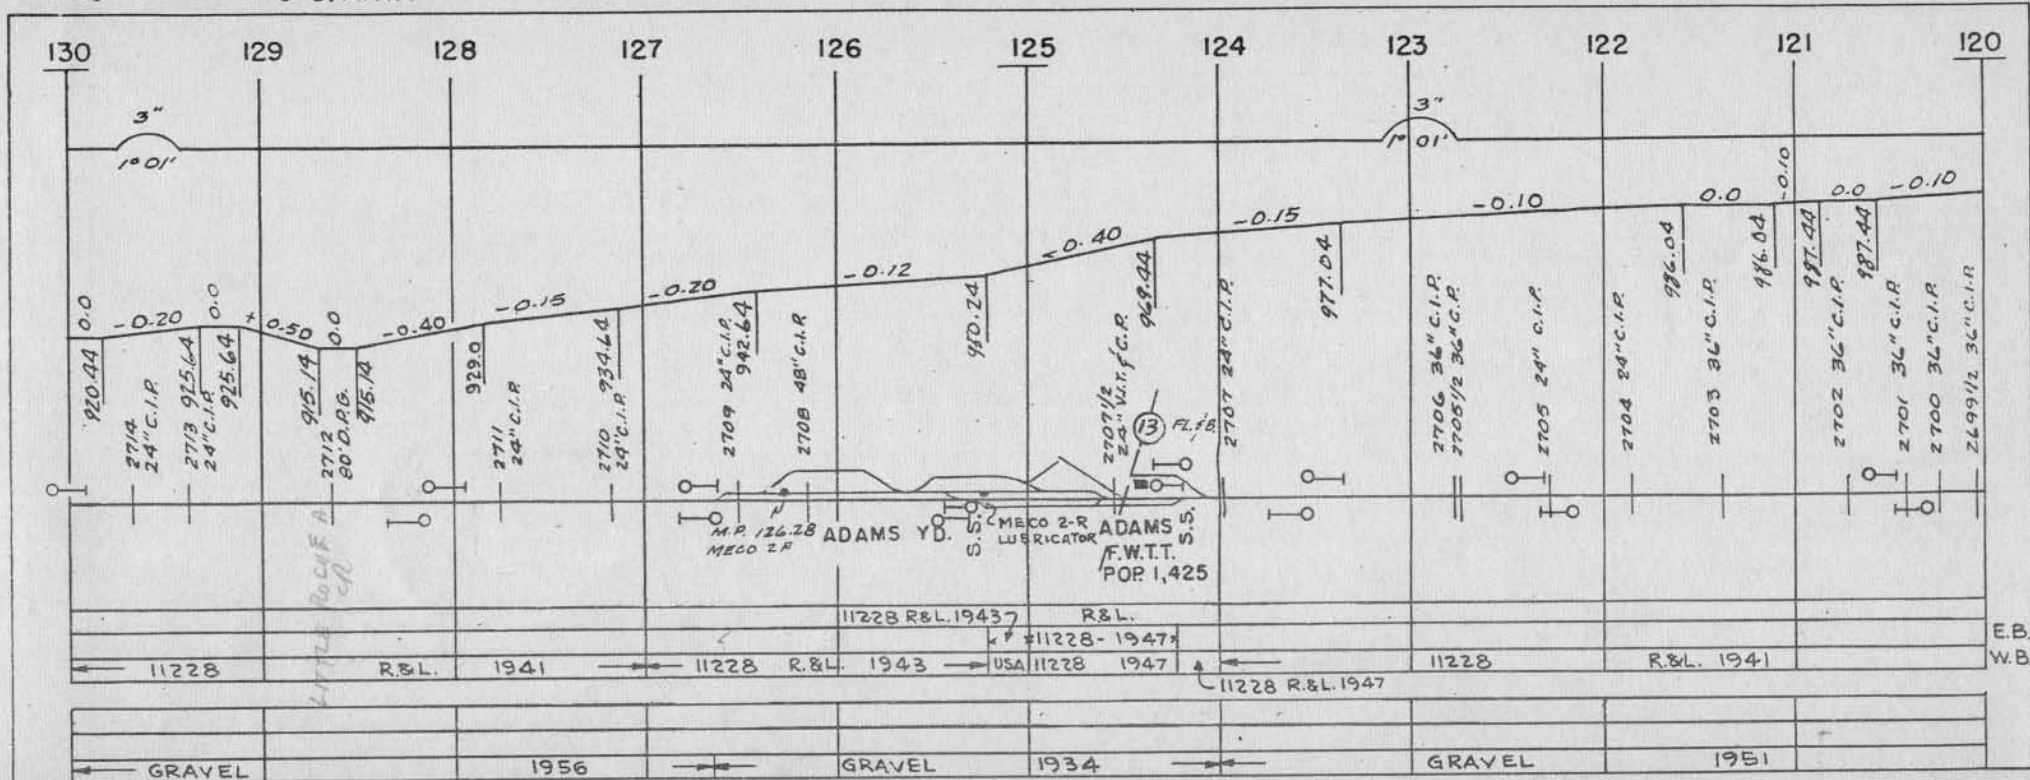 130 129 128 127 126 125 124 123 122 121 120
3" 3"
1° 01' 1° 01'
0.0 -0.20 0.0 + 0.50 0.0 -0.40 -0.15 -0.20 -0.12 0.40 -0.15 -0.10 0.0 -0.10 0.0 -0.10
920.44
2714
24" C.I.P.
2713 925.64
24" C.I.P.
925.64
915.14
2712
80' D.P.G.
915.14
929.0
2711
24" C.I.P.
2710 934.64
24" C.I.P.
2709 24" C.I.P.
942.64
2708 48" C.I.P.
950.24
2707 1/2
969.44
2707 24" C.I.P.
977.04
2706 36" C.I.P.
2705 1/2 36" C.P.
2705 24" C.I.P.
2704 24" C.I.P.
986.04
2703 36" C.I.P.
986.04
987.44
2702 36" C.I.P.
987.44
2701 36" C.I.P.
2700 36" C.I.P.
2699 1/2 36" C.I.P.
13
M.P. 126.28
MECO 2 F
ADAMS YD.
S.S.
MECO 2-R
LUBRICATOR
ADAMS
F.W.T.T.
POP. 1,425
S.S.
LITTLE ROCK
11228 R&L. 1943 R&L.
11228 - 1947
E.B.
11228 R.&L. 1941 11228 R.&L. 1943 USA 11228 1947 11228 R.&L. 1941
W.B.
11228 R.&L. 1947
GRAVEL 1956 GRAVEL 1934 GRAVEL 1951